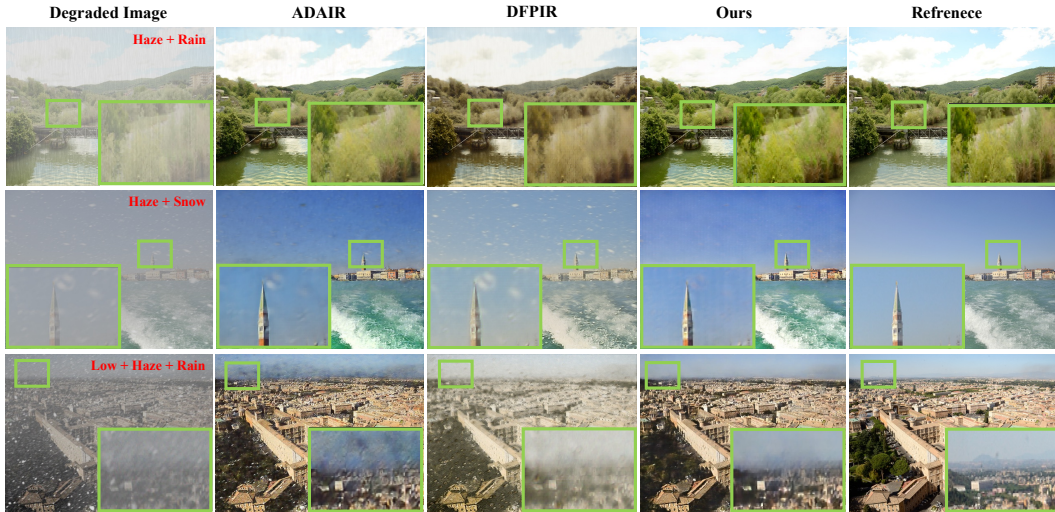 Degraded Image ADAIR DFPIR Ours Refrenece
Haze + Rain
Haze + Snow
Low + Haze + Rain